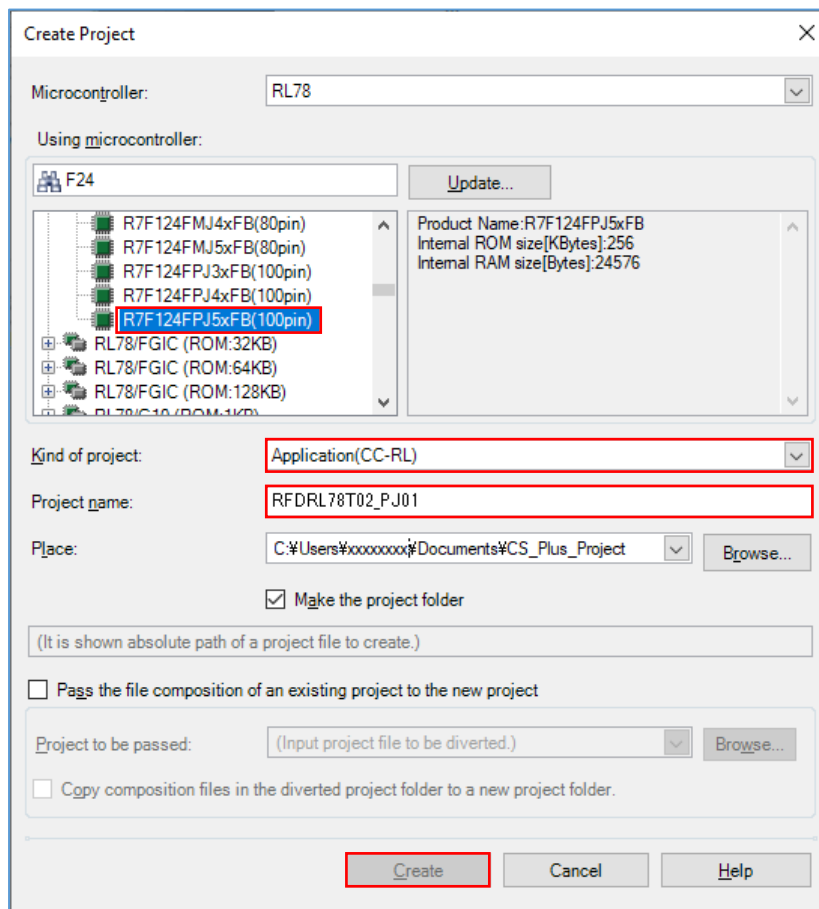 Create Project
Microcontroller:
RL78
Using microcontroller:
F24
Update...
R7F124FMJ4xFB(80pin)
R7F124FMJ5xFB(80pin)
R7F124FPJ3xFB(100pin)
R7F124FPJ4xFB(100pin)
R7F124FPJ5xFB(100pin)
RL78/FGIC (ROM:32KB)
RL78/FGIC (ROM:64KB)
RL78/FGIC (ROM:128KB)
RL78/G10 (ROM:1KB)
Product Name:R7F124FPJ5xFB
Internal ROM size[KBytes]:256
Internal RAM size[Bytes]:24576
Kind of project:
Application(CC-RL)
Project name:
RFDRL78T02_PJ01
Place:
C:¥Users¥xxxxxxxx¥Documents¥CS_Plus_Project
Browse...
Make the project folder
(It is shown absolute path of a project file to create.)
Pass the file composition of an existing project to the new project
Project to be passed:
(Input project file to be diverted.)
Browse...
Copy composition files in the diverted project folder to a new project folder.
Create
Cancel
Help